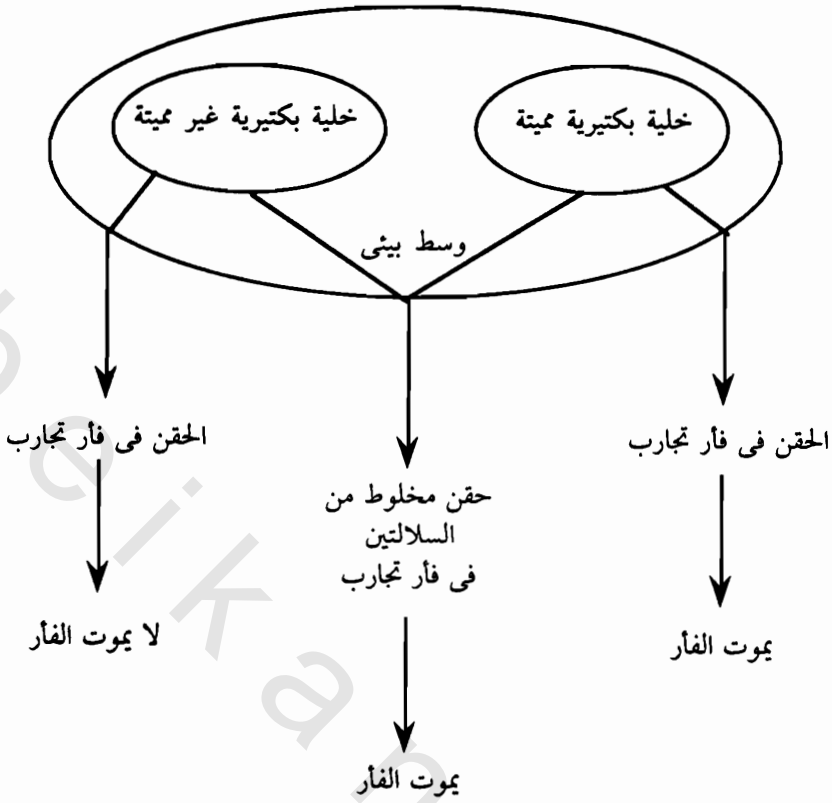 خلية بكتيرية مميتة
خلية بكتيرية غير مميتة
وسط بيئى
الحقن فى فأر تجارب
حقن مخلوط من
السلالتين
فى فأر تجارب
الحقن فى فأر تجارب
يموت الفأر
يموت الفأر
لا يموت الفأر
beikan